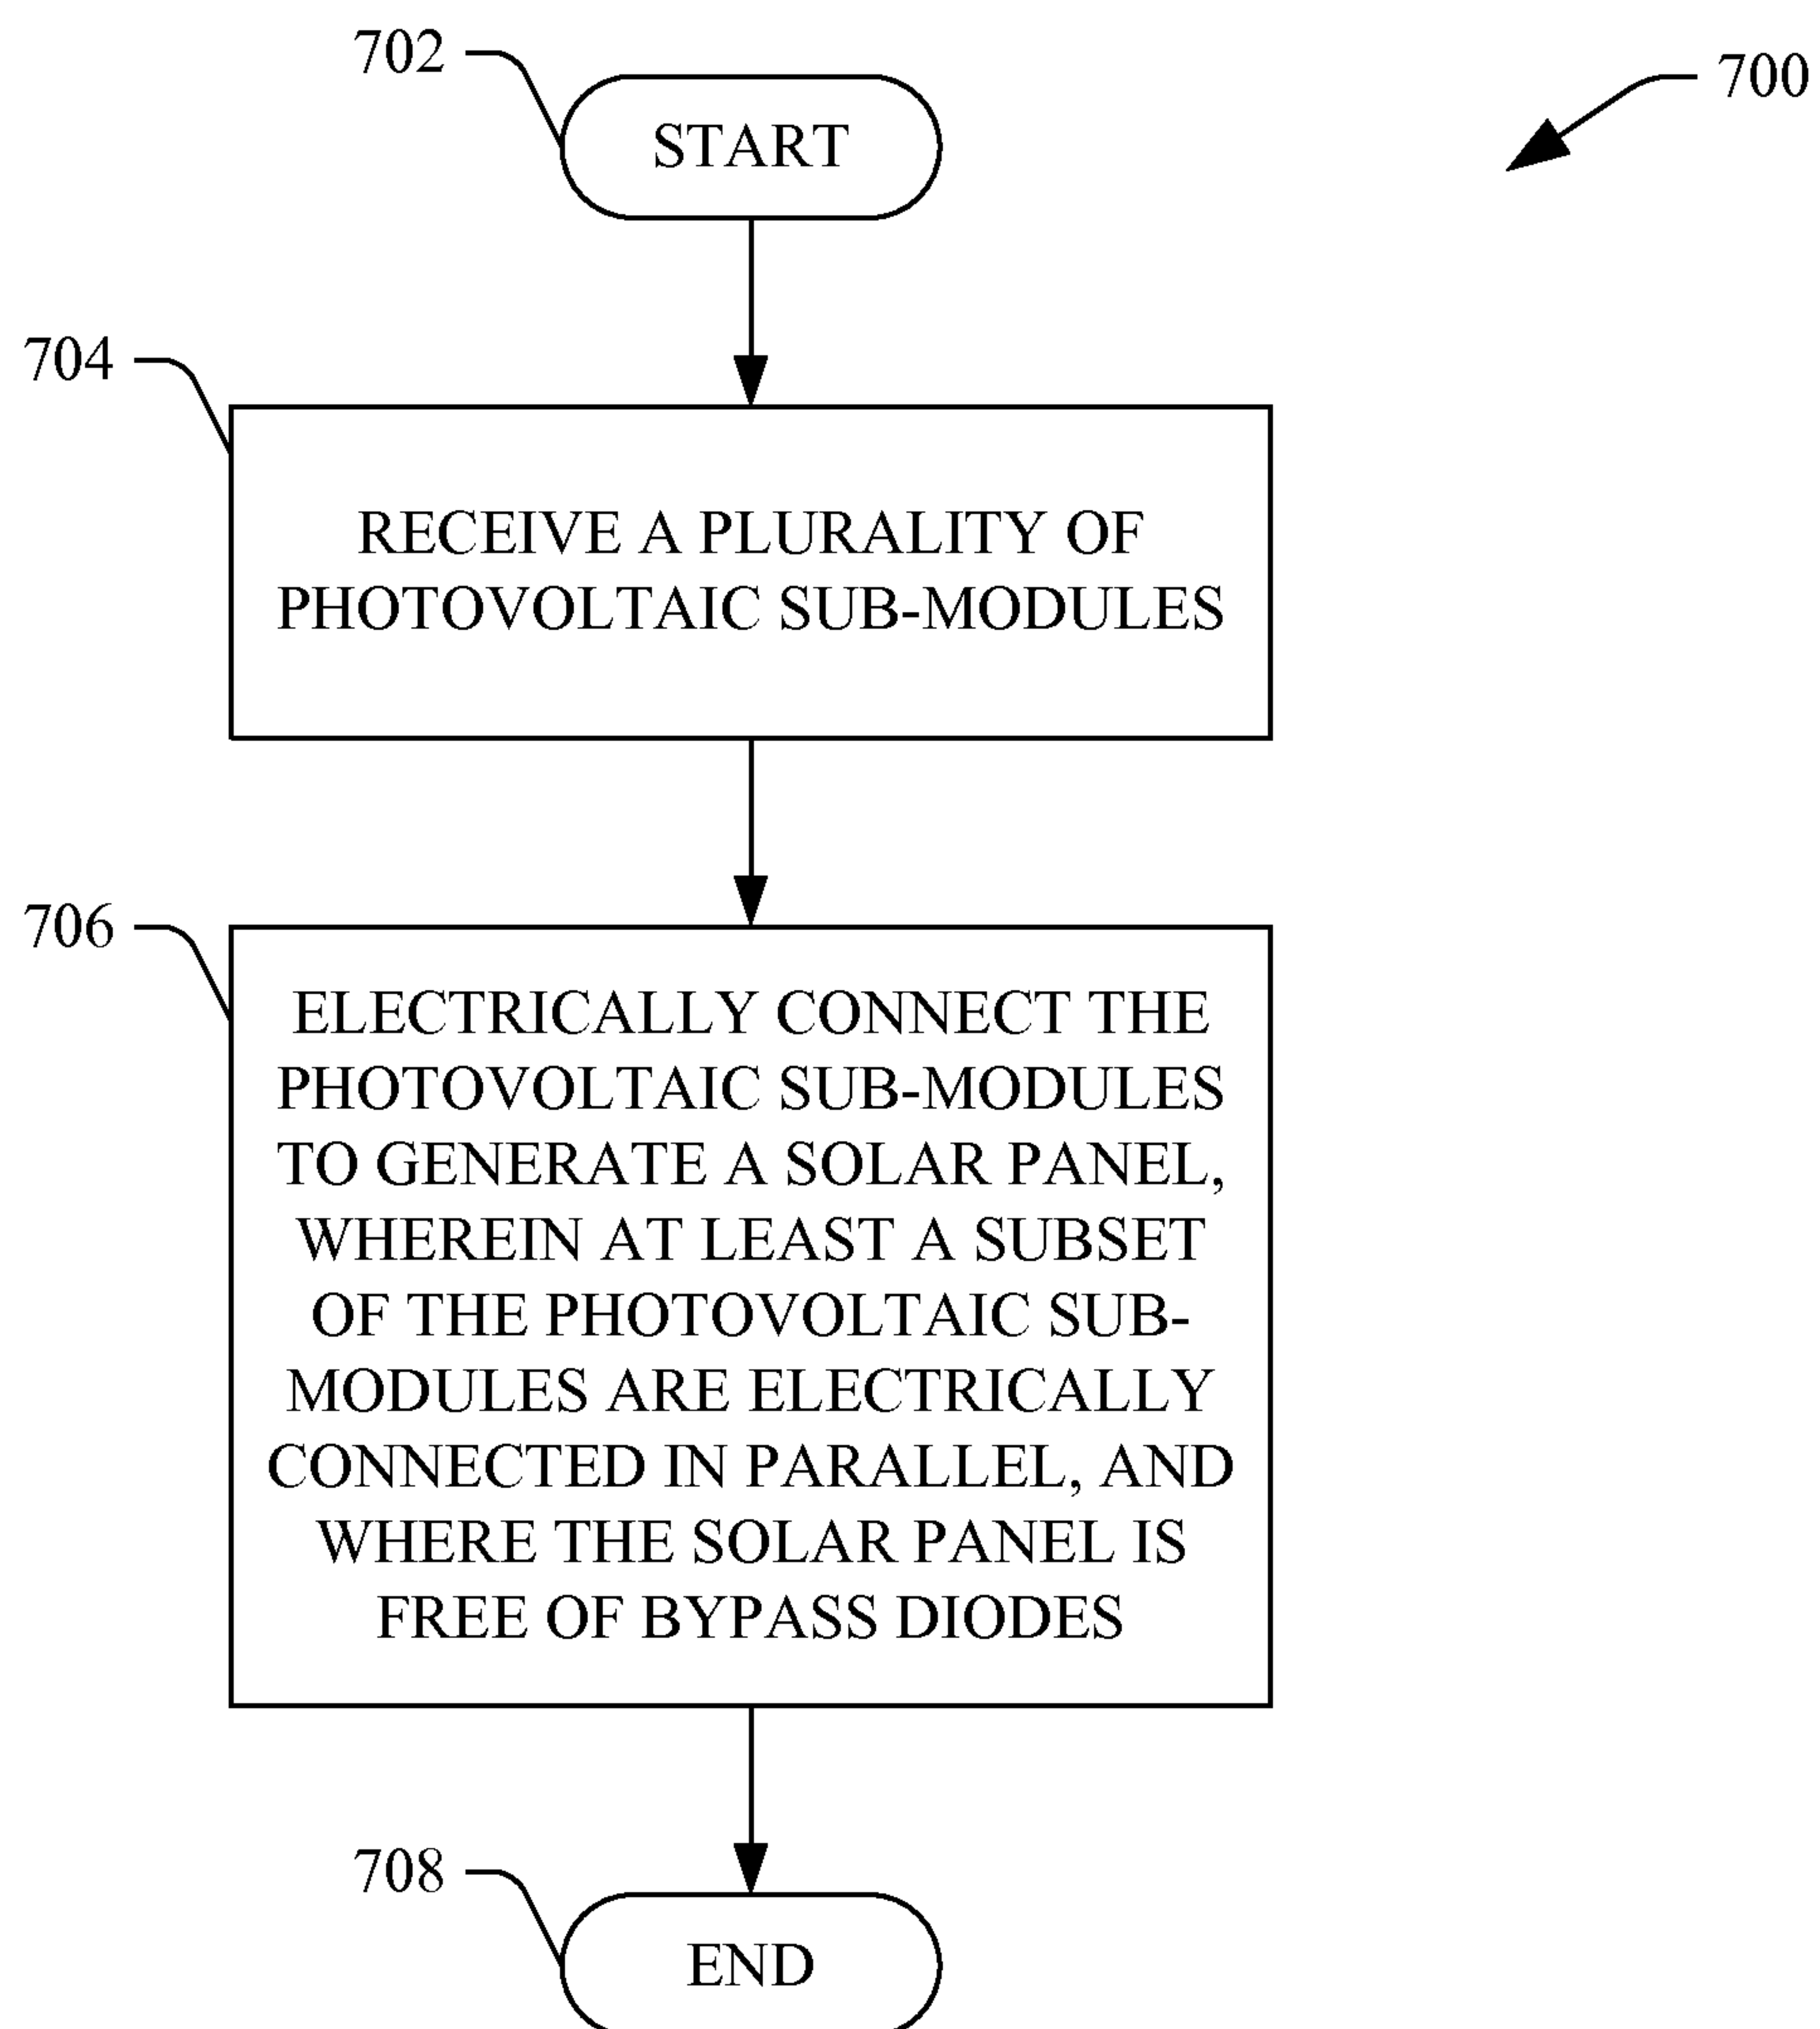 702
START
700
704
RECEIVE A PLURALITY OF
PHOTOVOLTAIC SUB-MODULES
706
ELECTRICALLY CONNECT THE
PHOTOVOLTAIC SUB-MODULES
TO GENERATE A SOLAR PANEL,
WHEREIN AT LEAST A SUBSET
OF THE PHOTOVOLTAIC SUB-
MODULES ARE ELECTRICALLY
CONNECTED IN PARALLEL, AND
WHERE THE SOLAR PANEL IS
FREE OF BYPASS DIODES
708
END